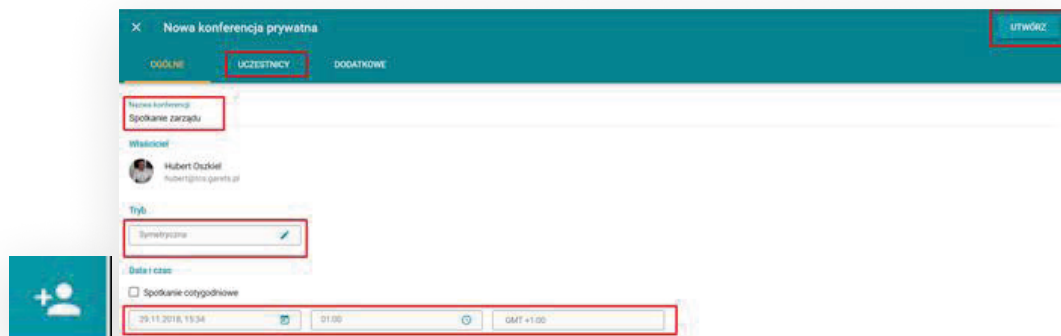 × Nowa konferencja prywatna UTWÓRZ
OGÓLNE UCZESTNICY DODATKOWE
Nazwa konferencji
Spotkanie zarządu
Właściciel
Hubert Oszkiel
Tryb
Symetryczna
Data i czas
Spotkanie cotygodniowe
29.11.2018, 15:34 01:00 GMT +1:00